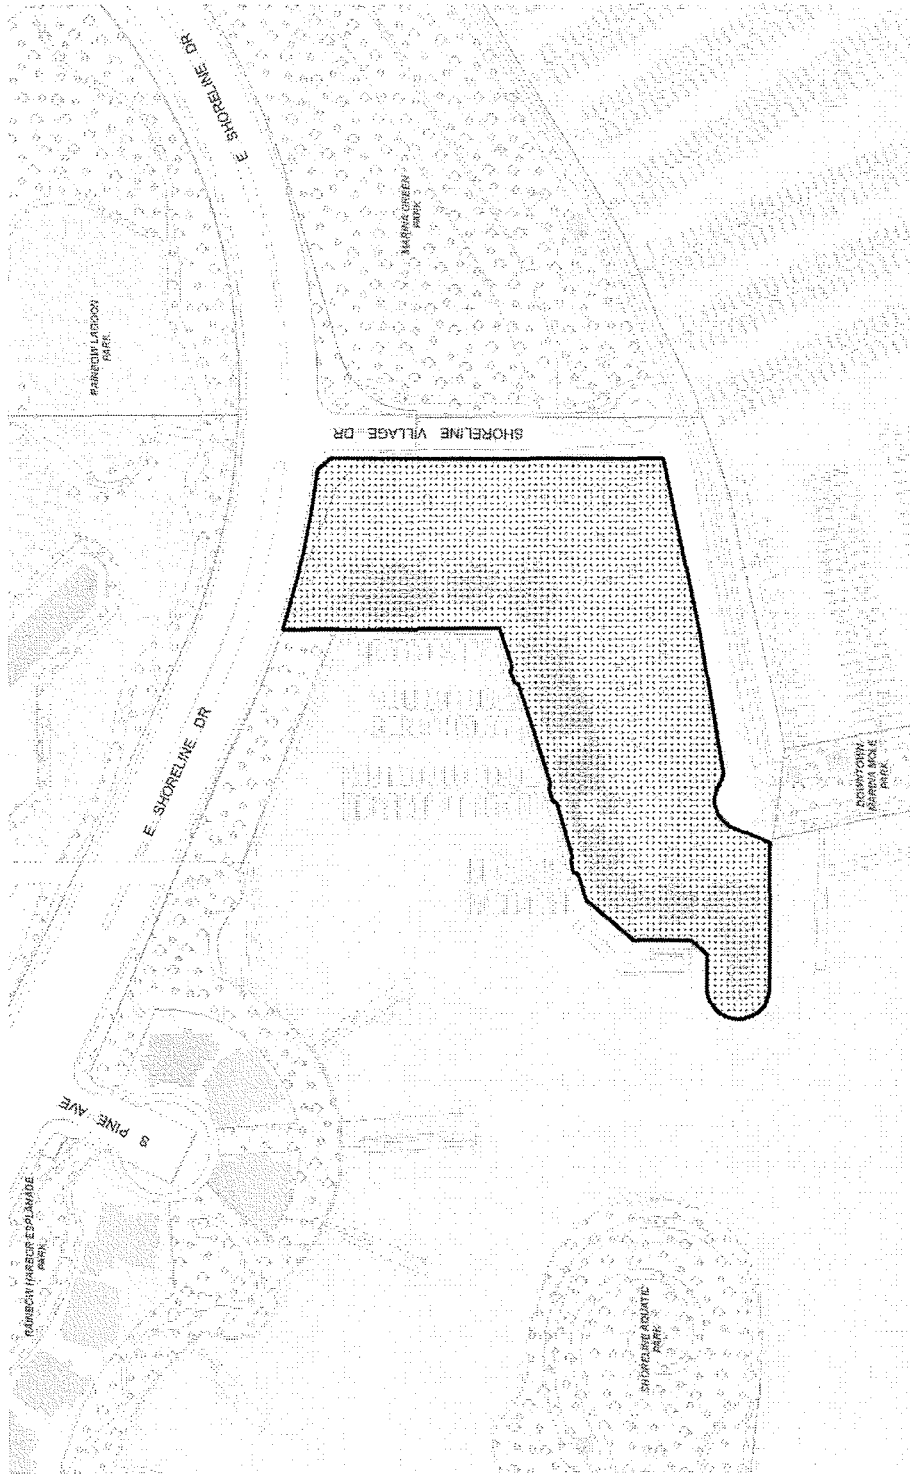 E SHORELINE DR
MARINA GREEN
PARK
RAINBOW LAGOON
PARK
SHORELINE VILLAGE DR
E SHORELINE DR
DOWNTOWN
MARINA MOLE
PARK
S PINE AVE
RAINBOW HARBOR ESPLANADE
PARK
SHORELINE AQUATIC
PARK